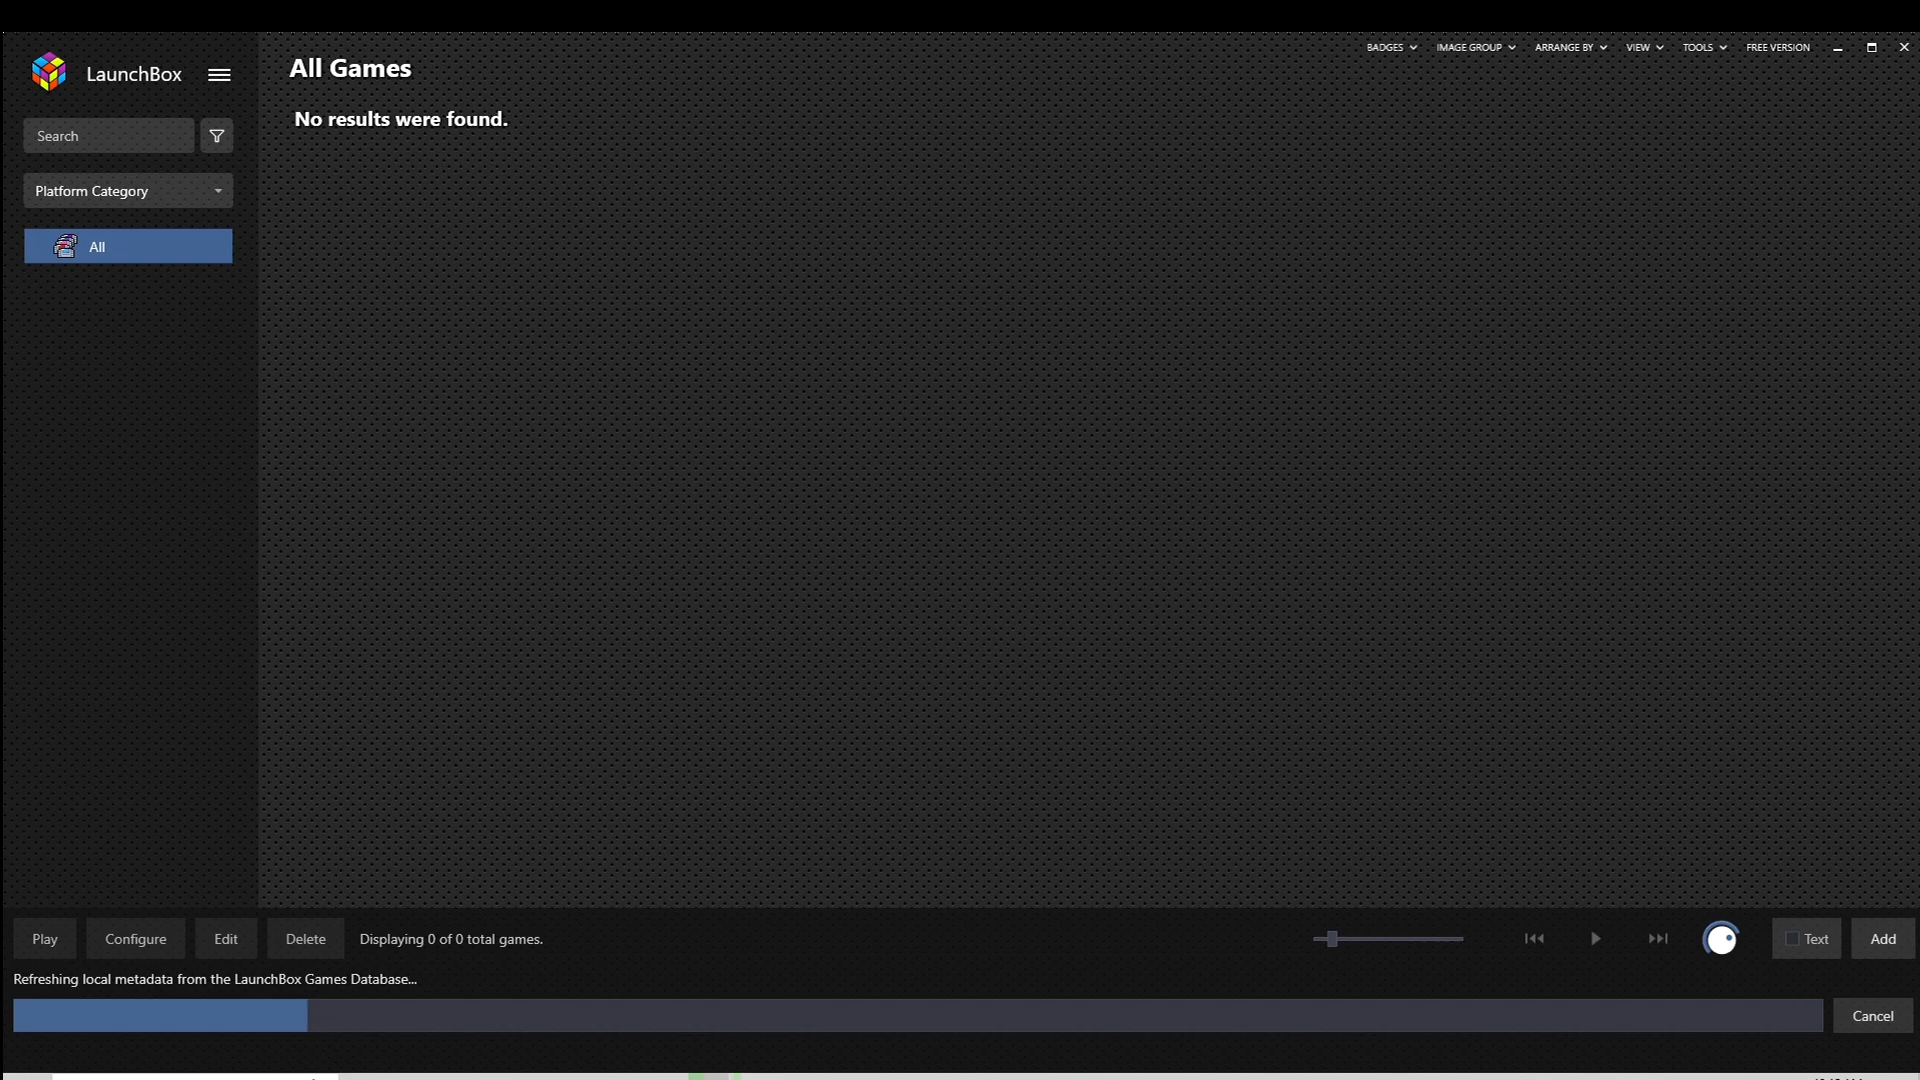 BADGES IMAGE GROUP ARRANGE BY VIEW TOOLS FREE VERSION
LaunchBox
All Games
No results were found.
Search
Platform Category
All
Play Configure Edit Delete Displaying 0 of 0 total games. Text Add
Refreshing local metadata from the LaunchBox Games Database...
Cancel